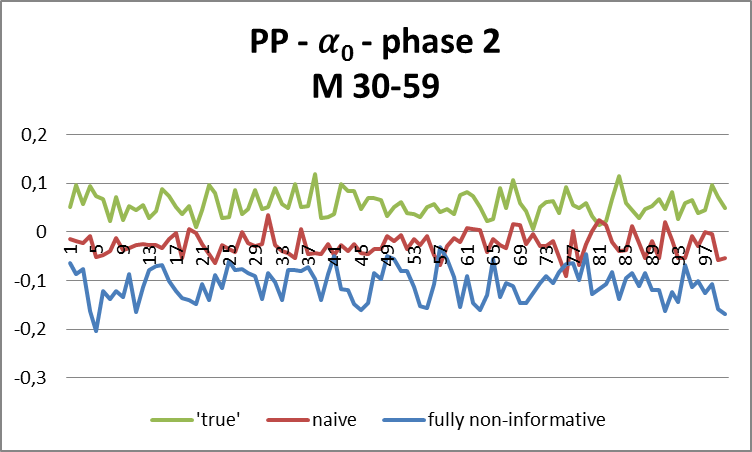 PP - α₀ - phase 2
M 30-59
0,2
0,1
0
-0,1
-0,2
-0,3
1 5 9 13 17 21 25 29 33 37 41 45 49 53 57 61 65 69 73 77 81 85 89 93 97
'true' naive fully non-informative